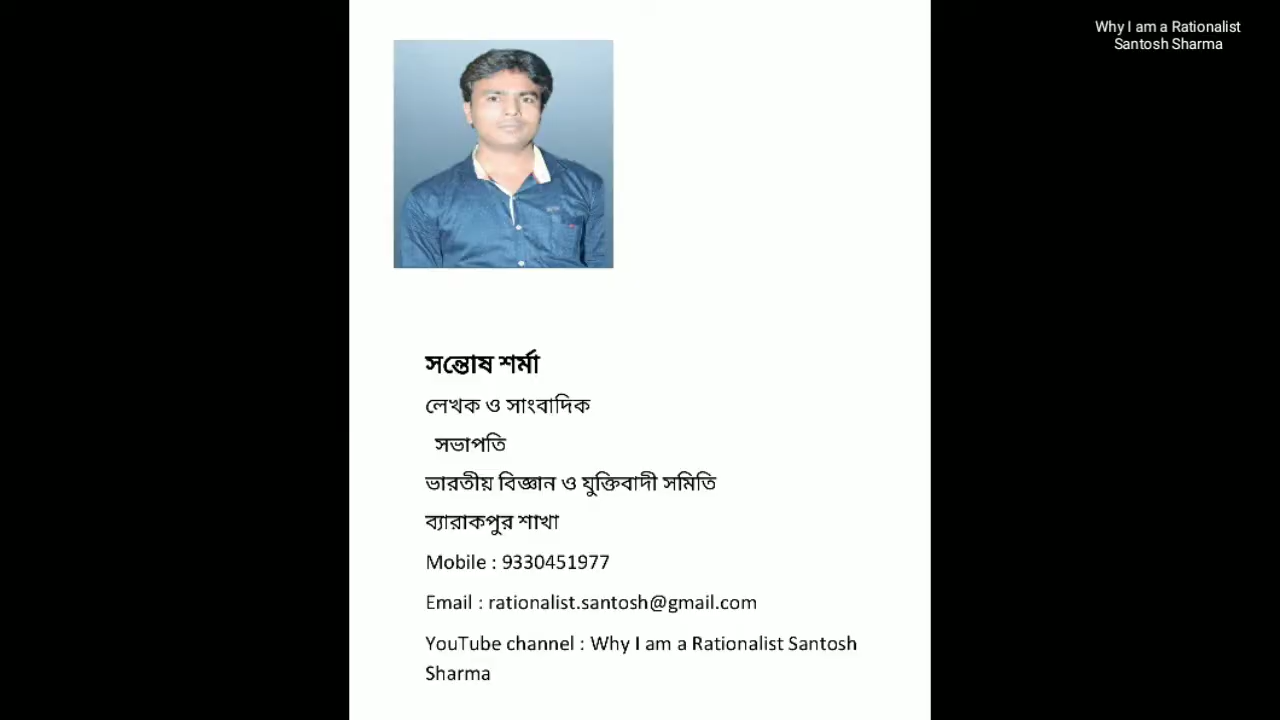 Why I am a Rationalist
Santosh Sharma
সন্তোষ শর্মা
লেখক ও সাংবাদিক
সভাপতি
ভারতীয় বিজ্ঞান ও যুক্তিবাদী সমিতি
ব্যারাকপুর শাখা
Mobile : 9330451977
Email : rationalist.santosh@gmail.com
YouTube channel : Why I am a Rationalist Santosh
Sharma